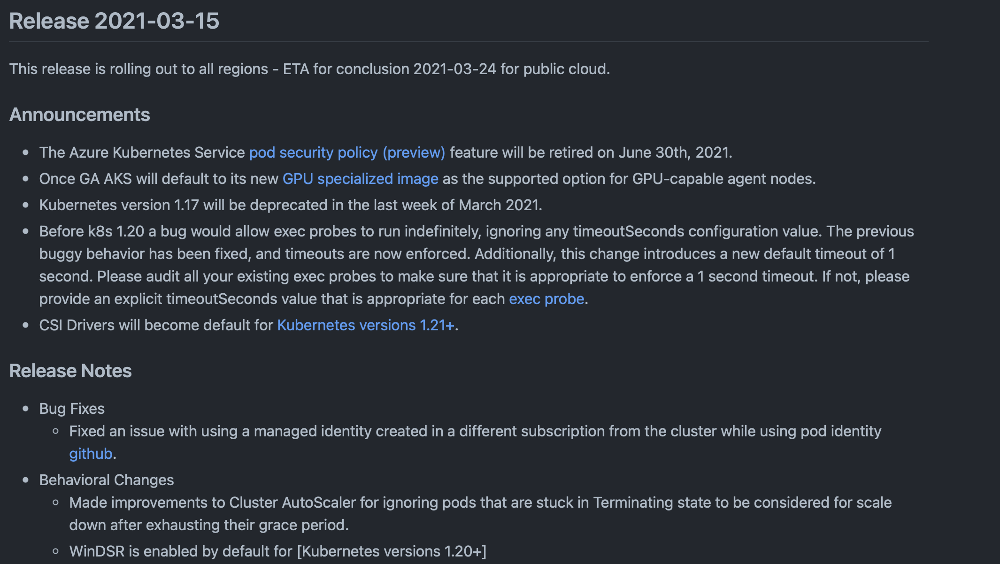 Release 2021-03-15
This release is rolling out to all regions - ETA for conclusion 2021-03-24 for public cloud.
Announcements
• The Azure Kubernetes Service pod security policy (preview) feature will be retired on June 30th, 2021.
• Once GA AKS will default to its new GPU specialized image as the supported option for GPU-capable agent nodes.
• Kubernetes version 1.17 will be deprecated in the last week of March 2021.
• Before k8s 1.20 a bug would allow exec probes to run indefinitely, ignoring any timeoutSeconds configuration value. The previous
buggy behavior has been fixed, and timeouts are now enforced. Additionally, this change introduces a new default timeout of 1
second. Please audit all your existing exec probes to make sure that it is appropriate to enforce a 1 second timeout. If not, please
provide an explicit timeoutSeconds value that is appropriate for each exec probe.
• CSI Drivers will become default for Kubernetes versions 1.21+.
Release Notes
• Bug Fixes
◦ Fixed an issue with using a managed identity created in a different subscription from the cluster while using pod identity
github.
• Behavioral Changes
◦ Made improvements to Cluster AutoScaler for ignoring pods that are stuck in Terminating state to be considered for scale
down after exhausting their grace period.
◦ WinDSR is enabled by default for [Kubernetes versions 1.20+]